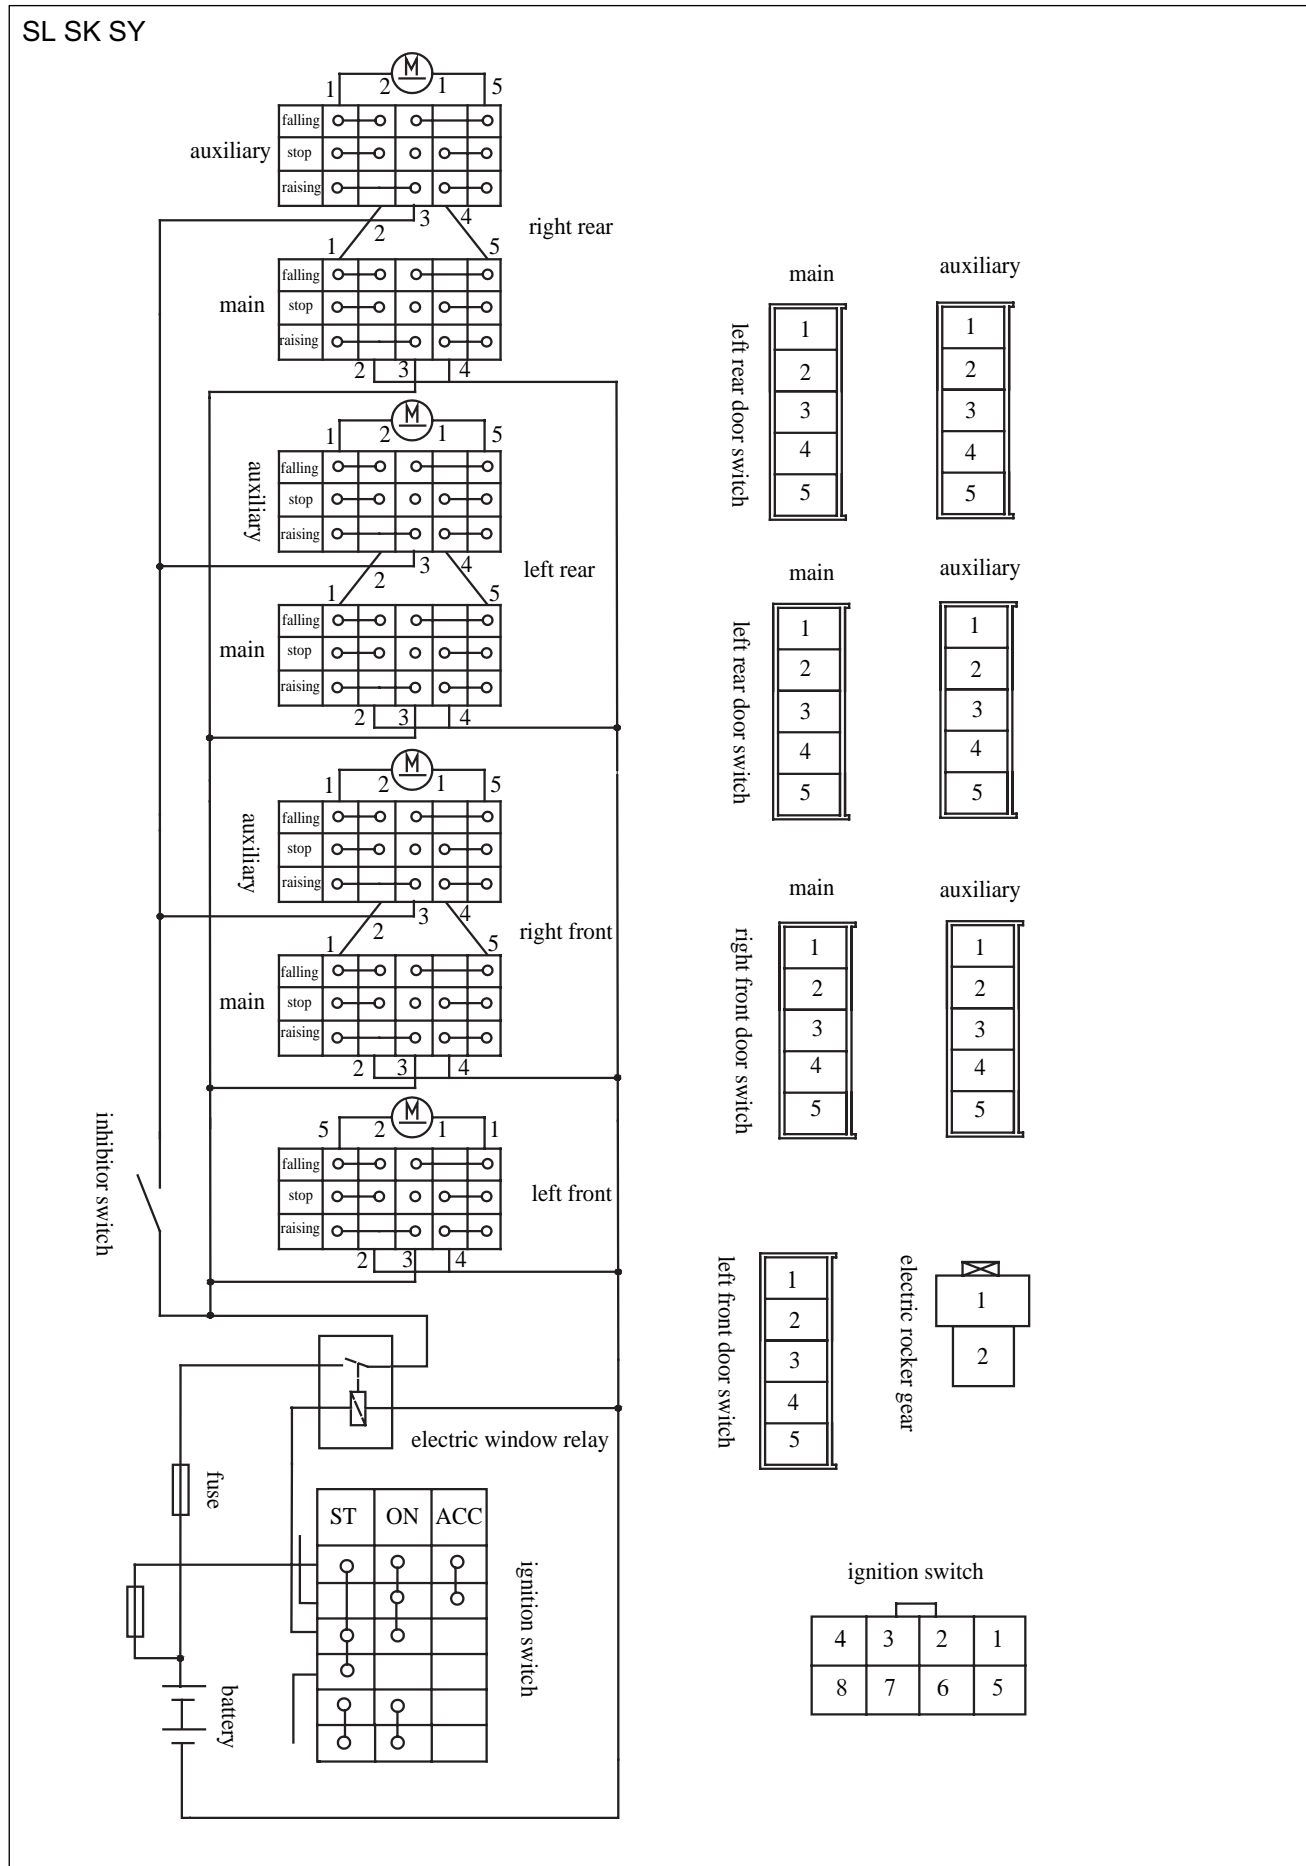 SL SK SY
M
1 2 1 5
falling
auxiliary
stop
raising
2 3 4
right rear
1 5
falling
main
stop
raising
2 3 4
M
1 2 1 5
falling
auxiliary
stop
raising
2 3 4
left rear
1 5
falling
main
stop
raising
2 3 4
M
1 2 1 5
falling
auxiliary
stop
raising
2 3 4
right front
1 5
falling
main
stop
raising
2 3 4
M
5 2 1 1
falling
stop
left front
raising
2 3 4
inhibitor switch
electric window relay
fuse
ST ON ACC
ignition switch
battery
main auxiliary
left rear door switch
1 1
2 2
3 3
4 4
5 5
main auxiliary
left rear door switch
1 1
2 2
3 3
4 4
5 5
main auxiliary
right front door switch
1 1
2 2
3 3
4 4
5 5
left front door switch
1
2
3
4
5
electric rocker gear
1
2
ignition switch
4 3 2 1
8 7 6 5